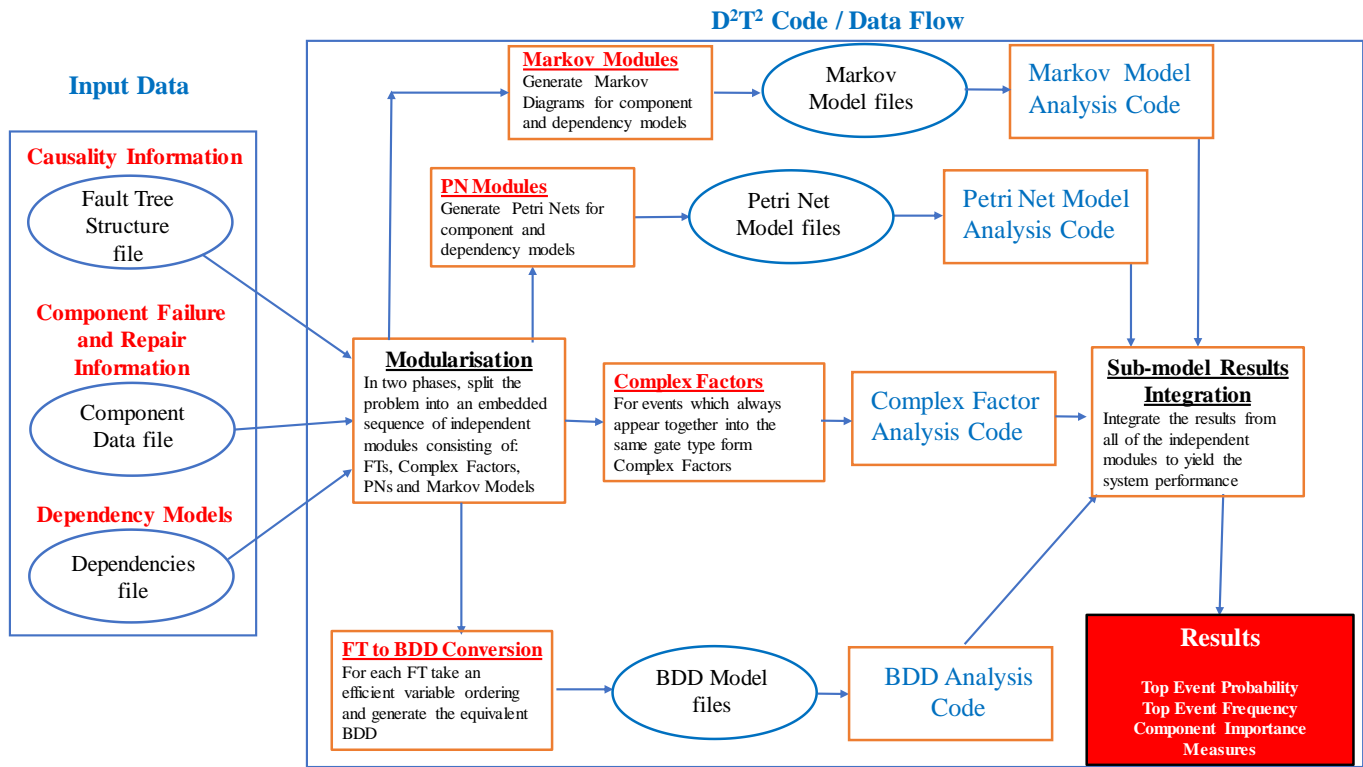 D²T² Code / Data Flow
Input Data
Causality Information
Fault Tree
Structure
file
Component Failure
and Repair
Information
Component
Data file
Dependency Models
Dependencies
file
Markov Modules
Generate Markov
Diagrams for component
and dependency models
Markov
Model files
Markov Model
Analysis Code
PN Modules
Generate Petri Nets for
component and
dependency models
Petri Net
Model files
Petri Net Model
Analysis Code
Modularisation
In two phases, split the
problem into an embedded
sequence of independent
modules consisting of:
FTs, Complex Factors,
PNs and Markov Models
Complex Factors
For events which always
appear together into the
same gate type form
Complex Factors
Complex Factor
Analysis Code
Sub-model Results
Integration
Integrate the results from
all of the independent
modules to yield the
system performance
FT to BDD Conversion
For each FT take an
efficient variable ordering
and generate the equivalent
BDD
BDD Model
files
BDD Analysis
Code
Results
Top Event Probability
Top Event Frequency
Component Importance
Measures